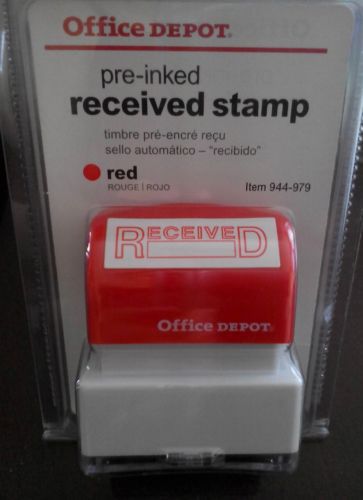 Office DEPOT.
pre-inked
received stamp
timbre pré-encré reçu
sello automático – “recibido”
red
ROUGE | ROJO
Item 944-979
RECEIVED
Office DEPOT